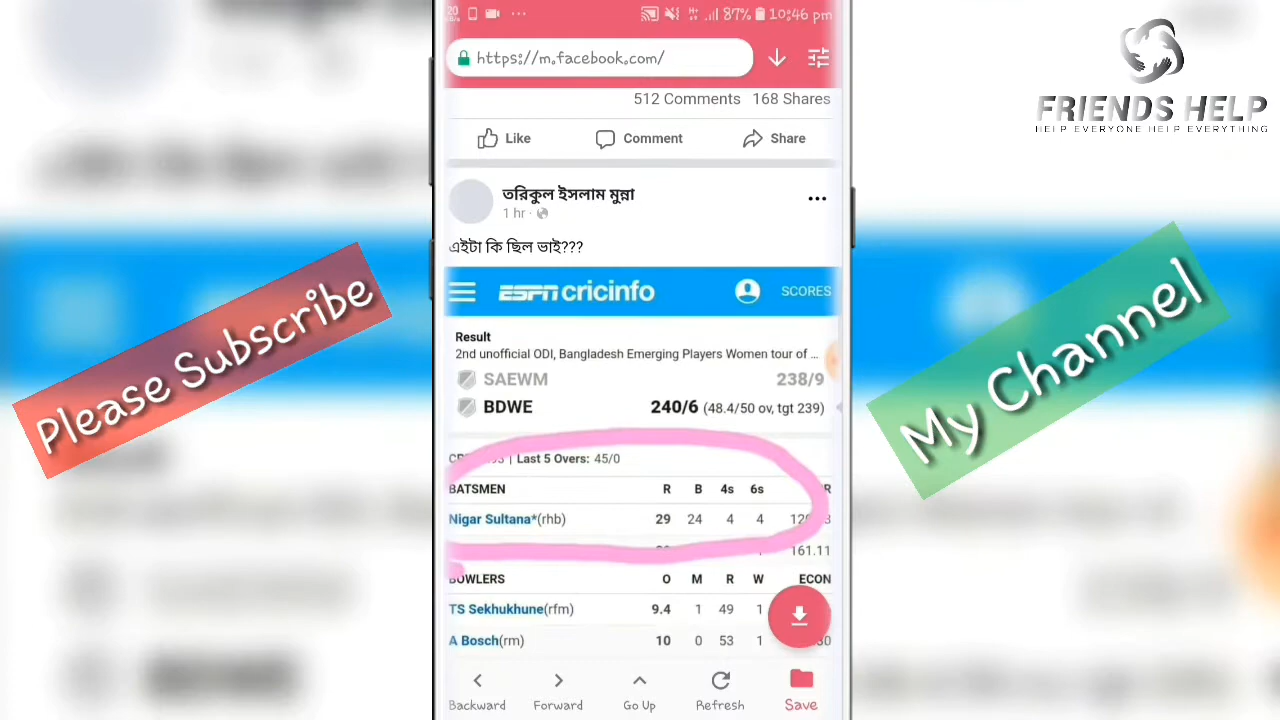 87% 10:46 pm
https://m.facebook.com/
FRIENDS HELP
HELP EVERYONE HELP EVERYTHING
512 Comments 168 Shares
Like Comment Share
তরিকুল ইসলাম মুন্না
1 hr
এইটা কি ছিল ভাই???
ESPN cricinfo SCORES
Please Subscribe
My Channel
Result
2nd unofficial ODI, Bangladesh Emerging Players Women tour of ...
SAEWM 238/9
BDWE 240/6 (48.4/50 ov, tgt 239)
| Last 5 Overs: 45/0
BATSMEN R B 4s 6s
Nigar Sultana*(rhb) 29 24 4 4
161.11
BOWLERS O M R W ECON
TS Sekhukhune(rfm) 9.4 1 49 1
A Bosch(rm) 10 0 53 1
Backward Forward Go Up Refresh Save